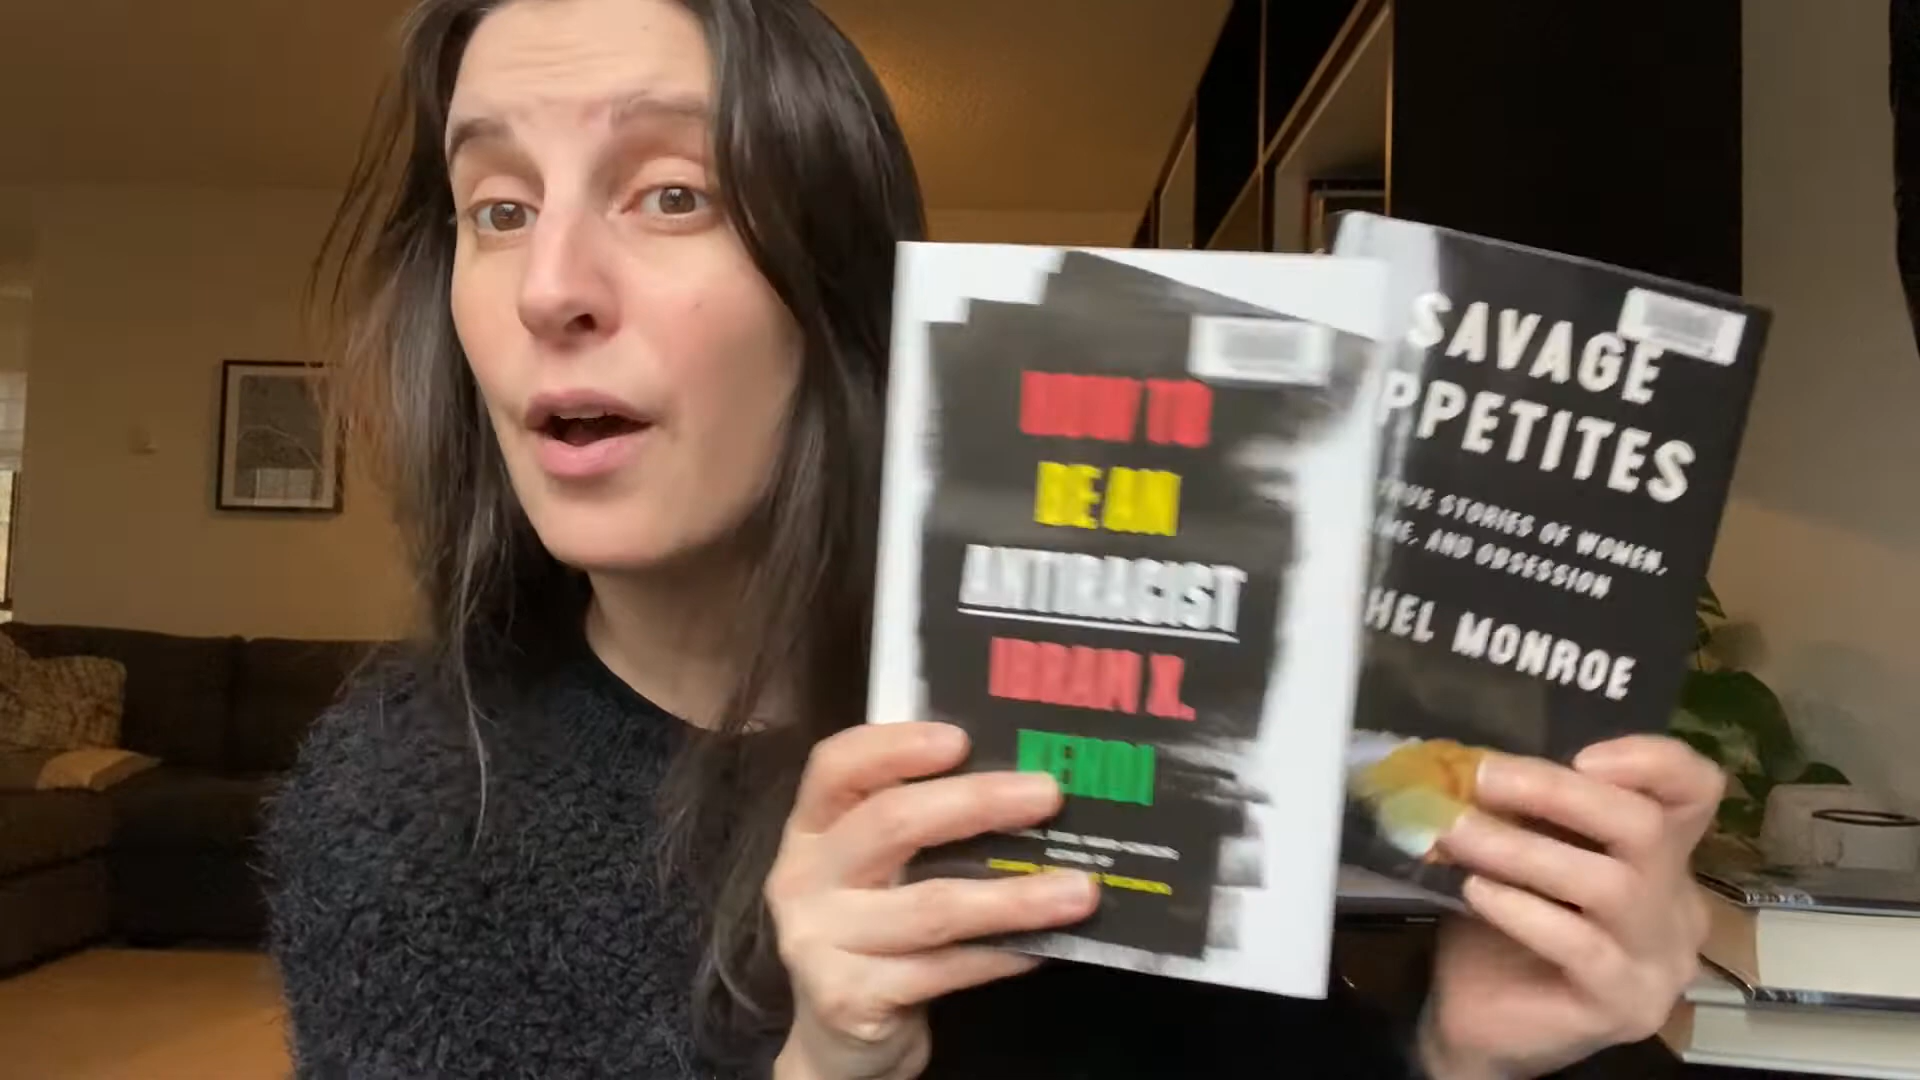 HOW TO
BE AN
ANTIRACIST
IBRAM X.
KENDI
SAVAGE
PPETITES
TRUE STORIES OF WOMEN,
ME, AND OBSESSION
HEL MONROE